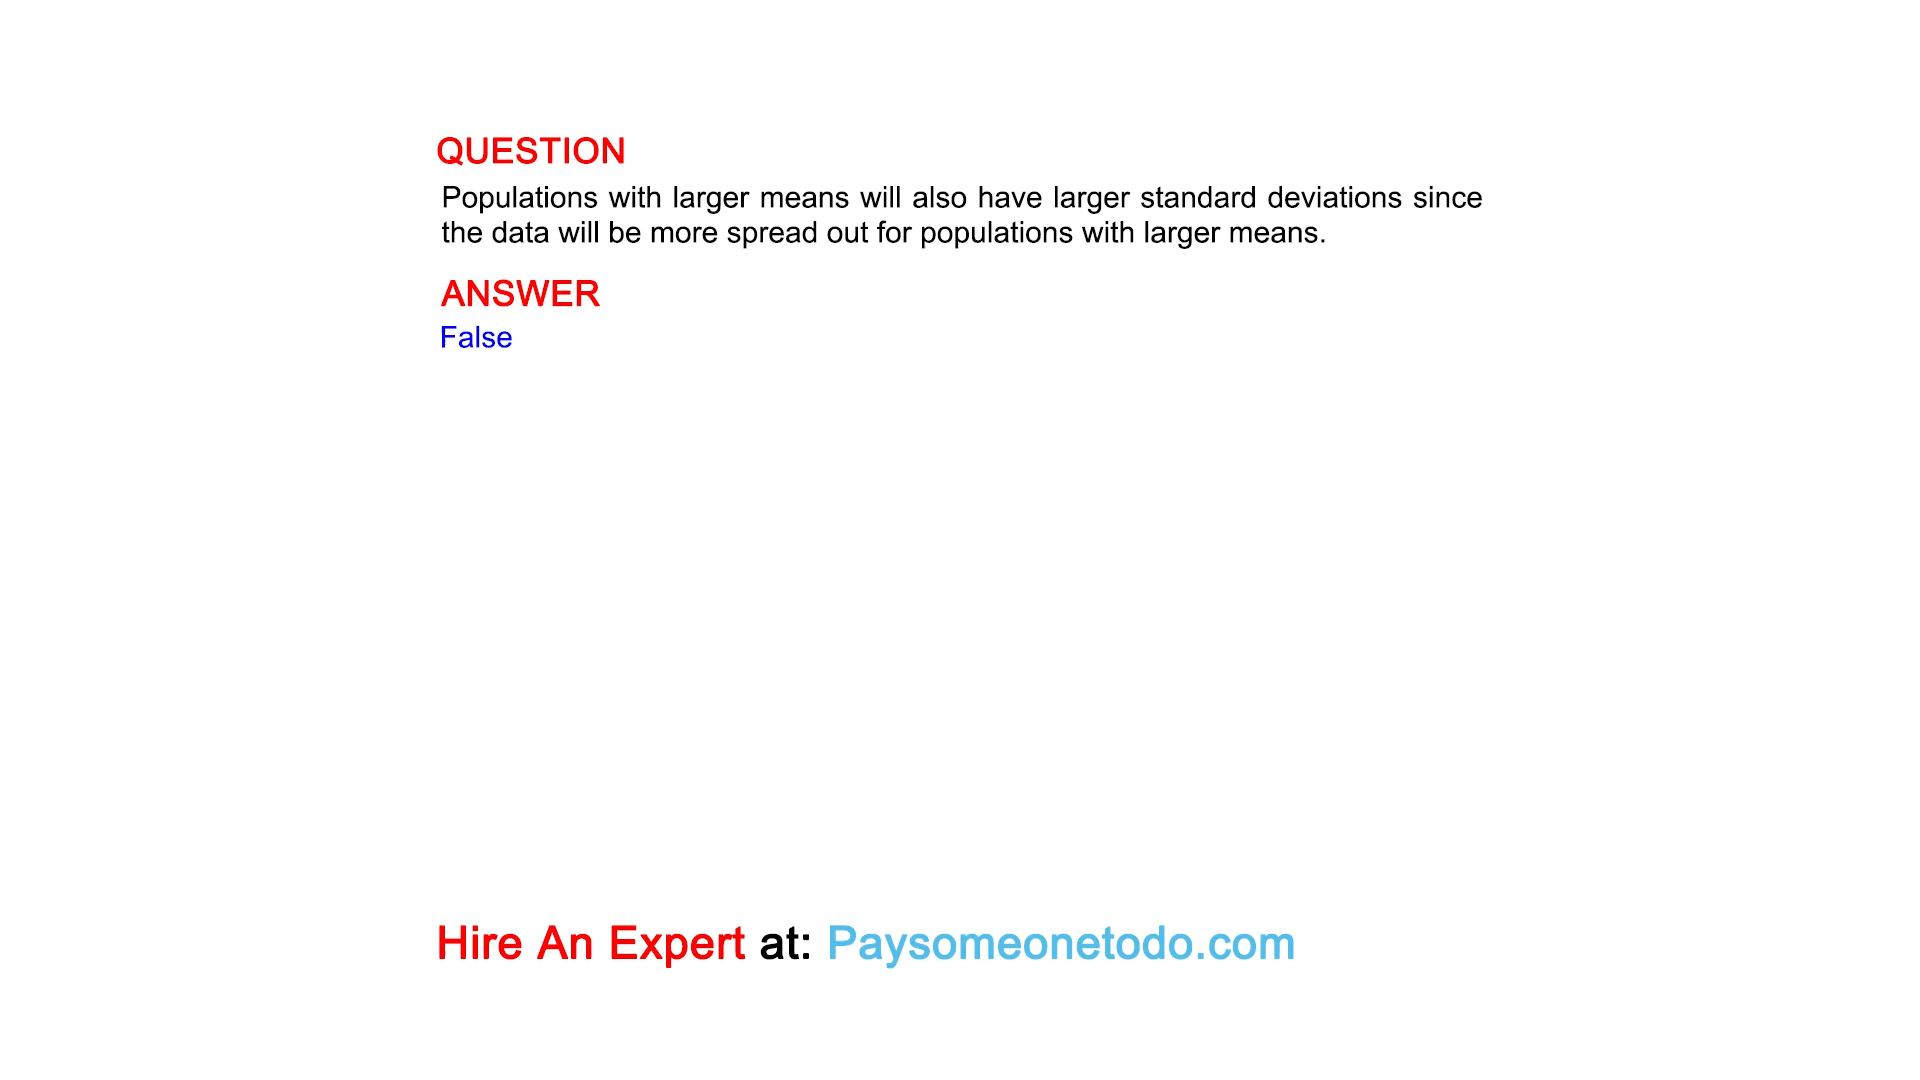 QUESTION
Populations with larger means will also have larger standard deviations since
the data will be more spread out for populations with larger means.
ANSWER
False
Hire An Expert at: Paysomeonetodo.com